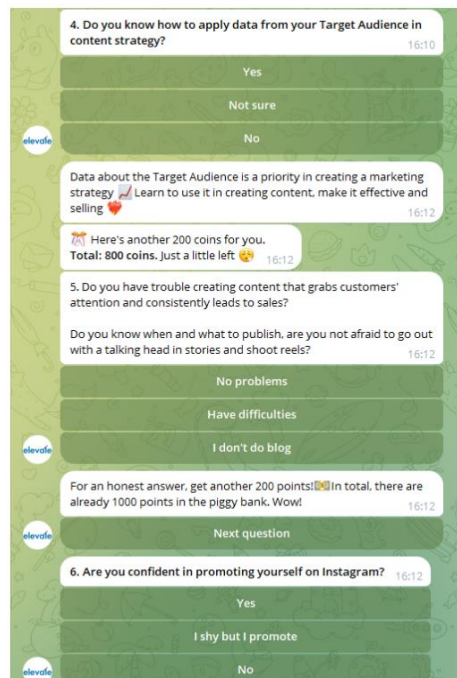 4. Do you know how to apply data from your Target Audience in
content strategy?
16:10
Yes
Not sure
No
elevate
Data about the Target Audience is a priority in creating a marketing
strategy 📈 Learn to use it in creating content, make it effective and
selling ❤️‍🔥
16:12
🎊 Here's another 200 coins for you.
Total: 800 coins. Just a little left 🥳 16:12
5. Do you have trouble creating content that grabs customers'
attention and consistently leads to sales?
Do you know when and what to publish, are you not afraid to go out
with a talking head in stories and shoot reels?
16:12
No problems
Have difficulties
I don't do blog
elevate
For an honest answer, get another 200 points!💴In total, there are
already 1000 points in the piggy bank. Wow!
16:12
Next question
elevate
6. Are you confident in promoting yourself on Instagram? 16:12
Yes
I shy but I promote
No
elevate